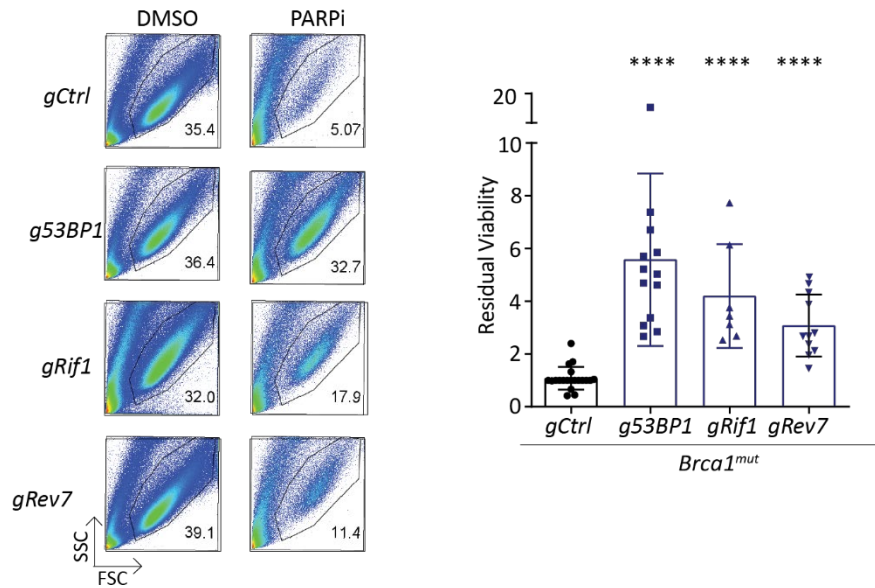 DMSO PARPi
gCtrl
35.4 5.07
g53BP1
36.4 32.7
gRif1
32.0 17.9
gRev7
39.1 11.4
SSC
FSC
**** **** ****
20
10
8
6
4
2
0
Residual Viability
gCtrl g53BP1 gRif1 gRev7
Brca1mut